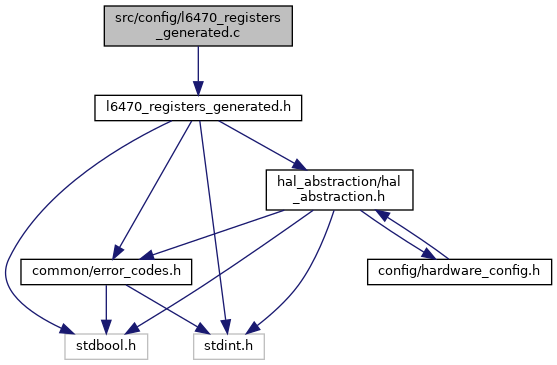 src/config/l6470_registers
_generated.c
l6470_registers_generated.h
hal_abstraction/hal
_abstraction.h
common/error_codes.h
config/hardware_config.h
stdbool.h
stdint.h